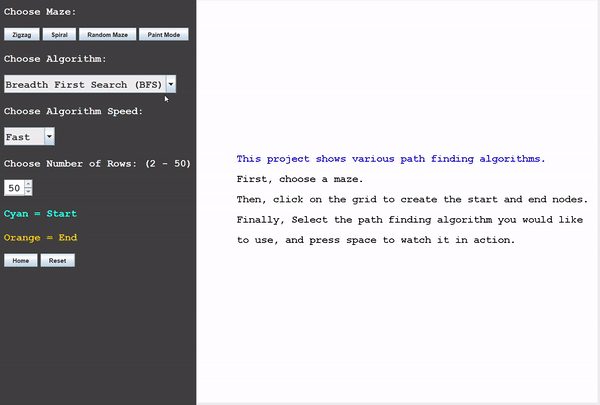 Choose Maze:
Zigzag Spiral Random Maze Paint Mode
Choose Algorithm:
Breadth First Search (BFS)
Choose Algorithm Speed:
Fast
Choose Number of Rows: (2 - 50)
50
Cyan = Start
Orange = End
Home Reset
This project shows various path finding algorithms.
First, choose a maze.
Then, click on the grid to create the start and end nodes.
Finally, Select the path finding algorithm you would like
to use, and press space to watch it in action.